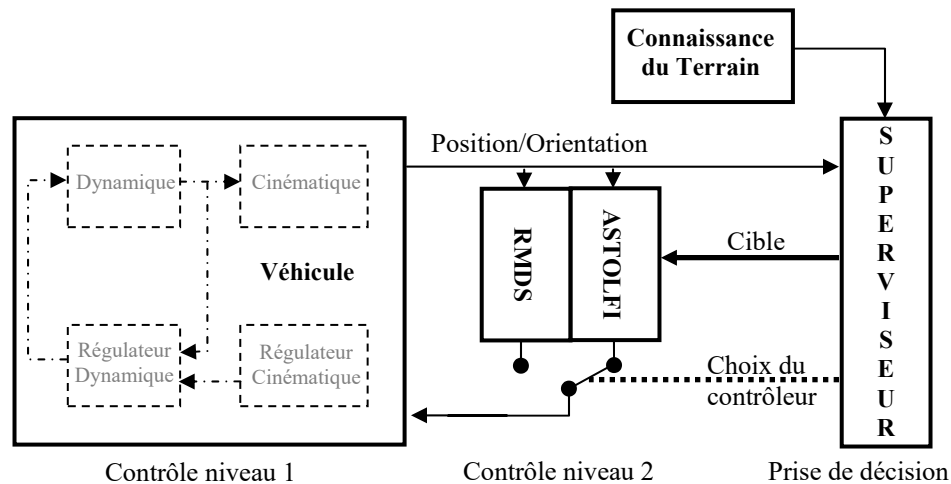 Connaissance
du Terrain
Position/Orientation
Dynamique
Cinématique
Véhicule
Régulateur
Dynamique
Régulateur
Cinématique
RMDS
ASTOLFI
Cible
Choix du
contrôleur
SUPERVISEUR
Contrôle niveau 1
Contrôle niveau 2
Prise de décision